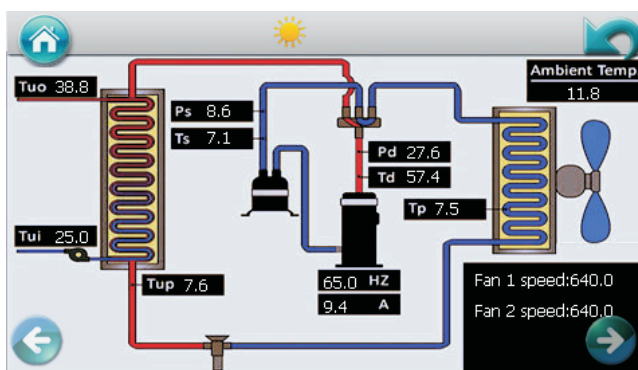 Ambient Temp
11.8
Tuo 38.8
Ps 8.6
Ts 7.1
Pd 27.6
Td 57.4
Tp 7.5
Tui 25.0
Tup 7.6
65.0 HZ
9.4 A
Fan 1 speed:640.0
Fan 2 speed:640.0